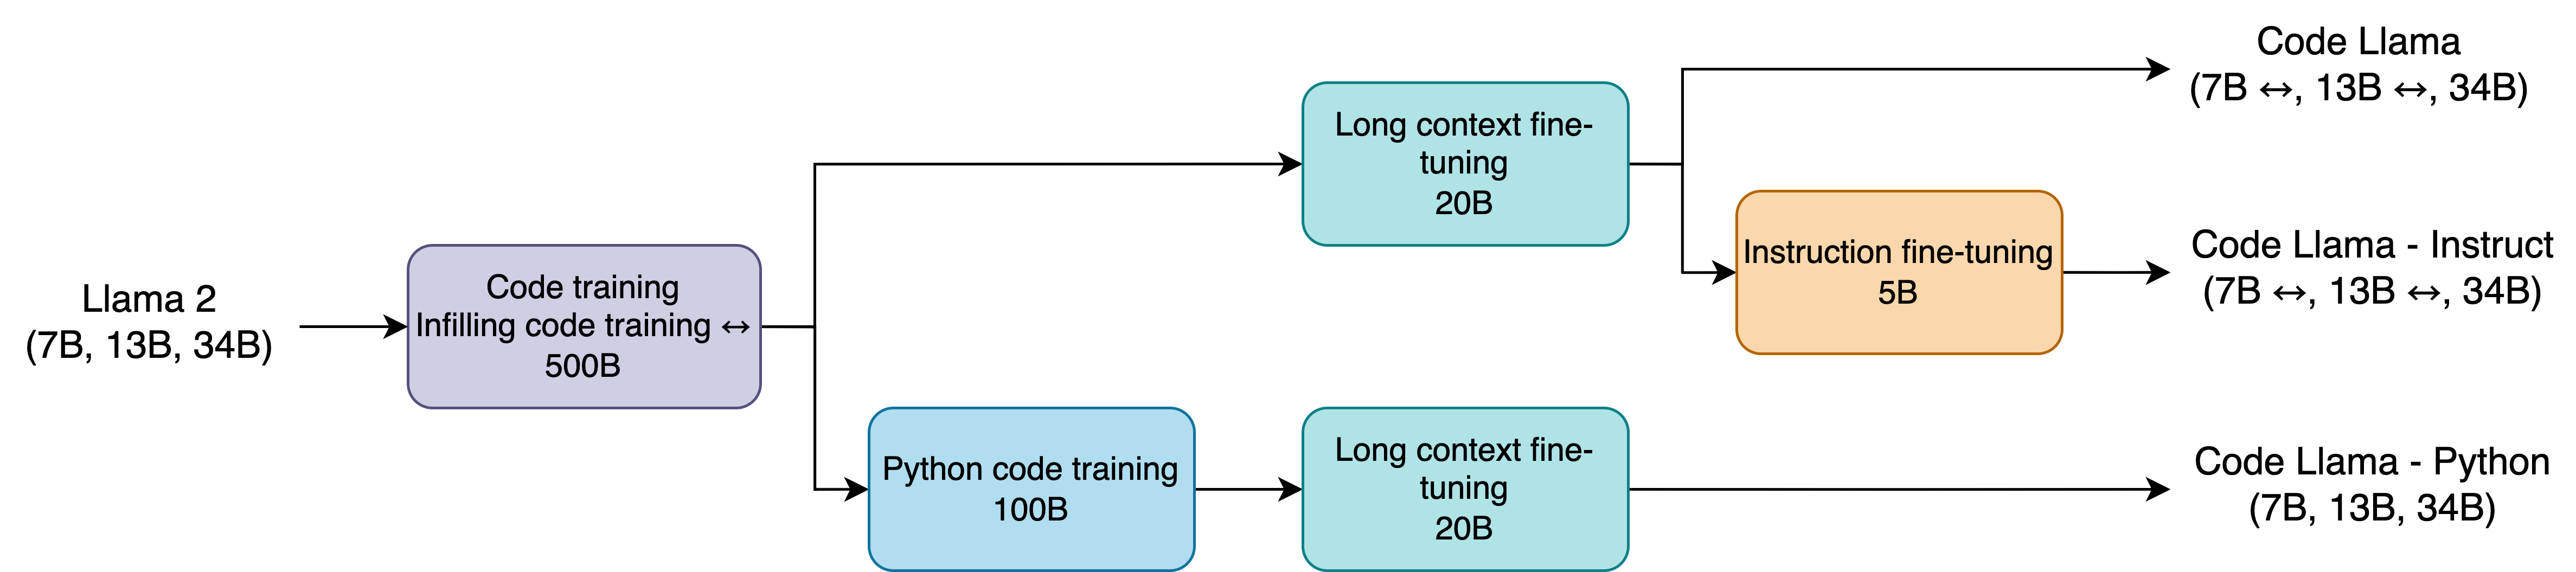 Llama 2
(7B, 13B, 34B)
Code training
Infilling code training ↔
500B
Long context fine-
tuning
20B
Code Llama
(7B ↔, 13B ↔, 34B)
Instruction fine-tuning
5B
Code Llama - Instruct
(7B ↔, 13B ↔, 34B)
Python code training
100B
Long context fine-
tuning
20B
Code Llama - Python
(7B, 13B, 34B)